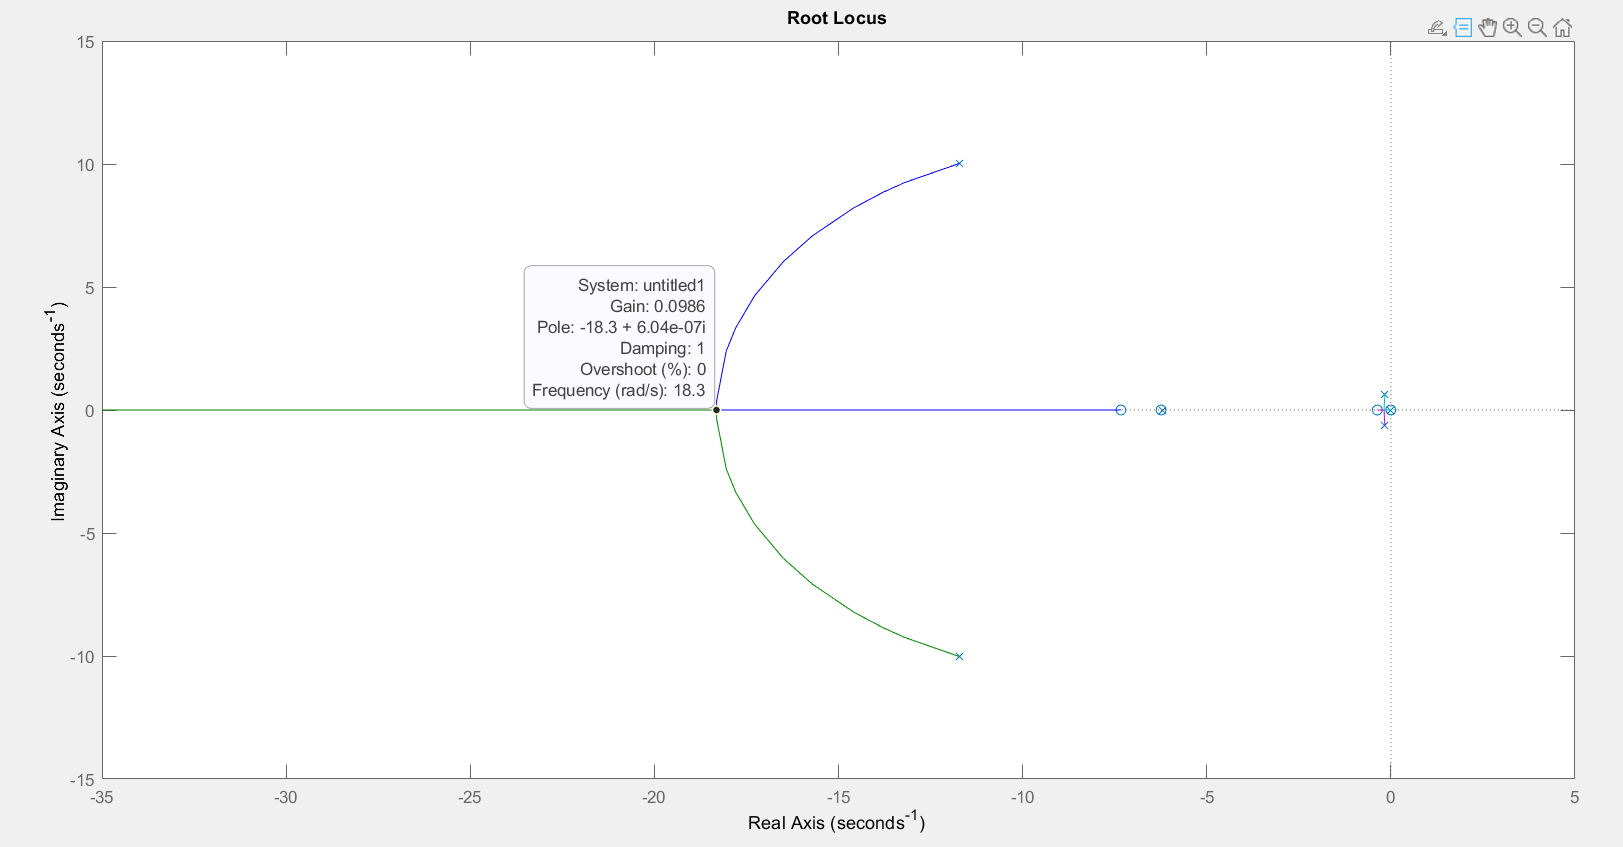 Root Locus
15
10
5
0
-5
-10
-15
Imaginary Axis (seconds⁻¹)
System: untitled1
Gain: 0.0986
Pole: -18.3 + 6.04e-07i
Damping: 1
Overshoot (%): 0
Frequency (rad/s): 18.3
-35 -30 -25 -20 -15 -10 -5 0 5
Real Axis (seconds⁻¹)